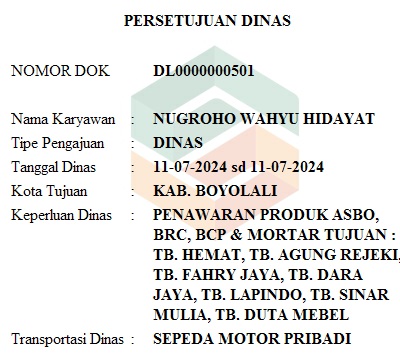 PERSETUJUAN DINAS
NOMOR DOK DL0000000501
Nama Karyawan : NUGROHO WAHYU HIDAYAT
Tipe Pengajuan : DINAS
Tanggal Dinas : 11-07-2024 sd 11-07-2024
Kota Tujuan : KAB. BOYOLALI
Keperluan Dinas : PENAWARAN PRODUK ASBO,
BRC, BCP & MORTAR TUJUAN :
TB. HEMAT, TB. AGUNG REJEKI,
TB. FAHRY JAYA, TB. DARA
JAYA, TB. LAPINDO, TB. SINAR
MULIA, TB. DUTA MEBEL
Transportasi Dinas : SEPEDA MOTOR PRIBADI